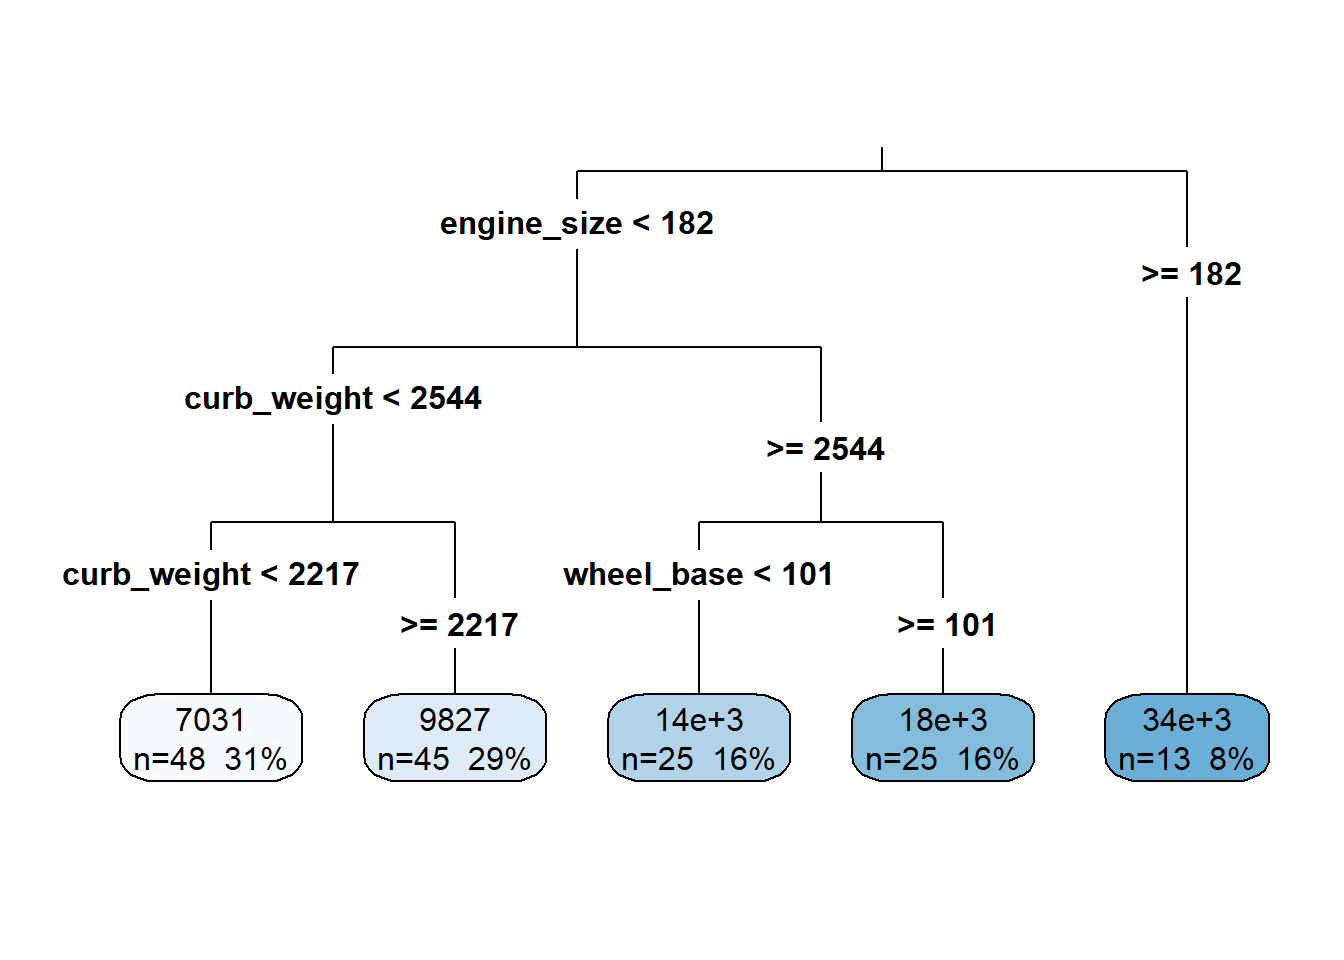 engine_size < 182
>= 182
curb_weight < 2544
>= 2544
curb_weight < 2217
>= 2217
wheel_base < 101
>= 101
7031
n=48 31%
9827
n=45 29%
14e+3
n=25 16%
18e+3
n=25 16%
34e+3
n=13 8%